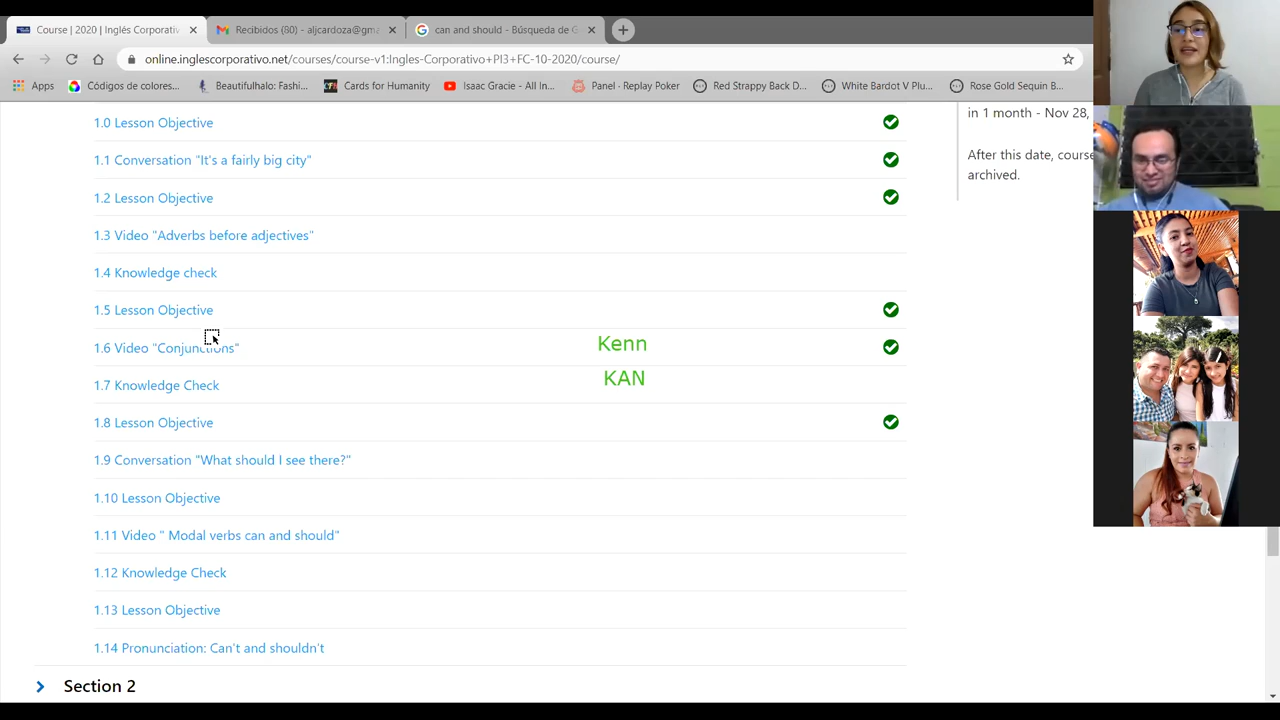 Course | 2020 | Inglés Corporativ
Recibidos (80) - aljcardoza@gma
can and should - Búsqueda de G
online.inglescorporativo.net/courses/course-v1:Ingles-Corporativo+PI3+FC-10-2020/course/
Apps
Códigos de colores...
Beautifulhalo: Fashi...
Cards for Humanity
Isaac Gracie - All In...
Panel · Replay Poker
Red Strappy Back D...
White Bardot V Plu...
Rose Gold Sequin B...
1.0 Lesson Objective
1.1 Conversation "It's a fairly big city"
1.2 Lesson Objective
1.3 Video "Adverbs before adjectives"
1.4 Knowledge check
1.5 Lesson Objective
1.6 Video "Conjunctions"
1.7 Knowledge Check
1.8 Lesson Objective
1.9 Conversation "What should I see there?"
1.10 Lesson Objective
1.11 Video " Modal verbs can and should"
1.12 Knowledge Check
1.13 Lesson Objective
1.14 Pronunciation: Can't and shouldn't
Section 2
Kenn
KAN
in 1 month - Nov 28,
After this date, course
archived.